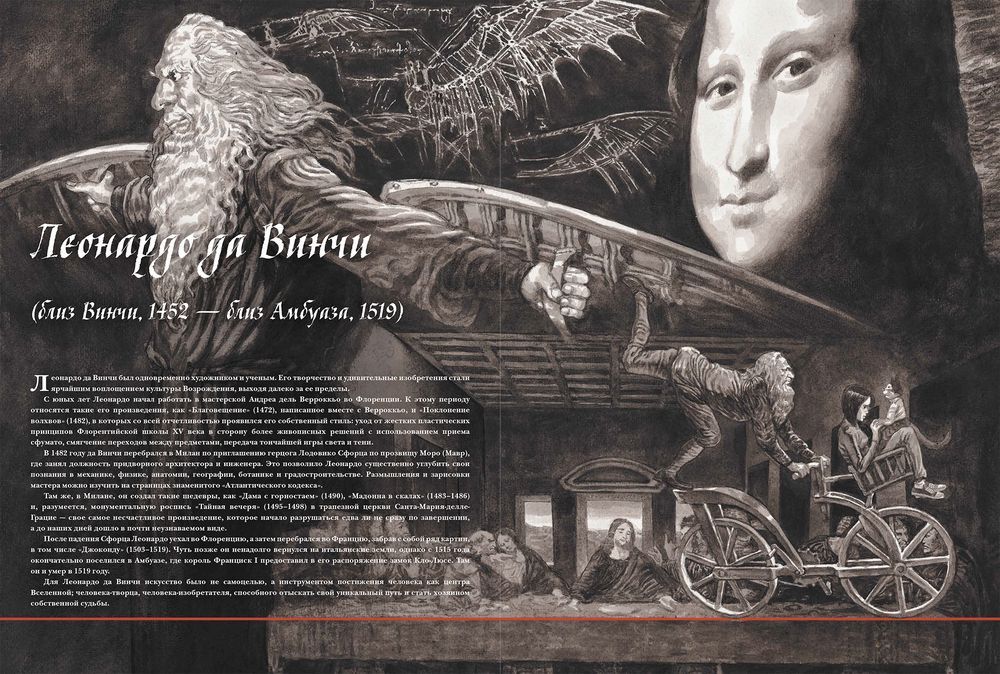 Леонардо да Винчи
(близ Винчи, 1452 — близ Амбуаза, 1519)
Леонардо да Винчи был одновременно художником и ученым. Его творчество и удивительные изобретения стали
ярчайшим воплощением культуры Возрождения, выходя далеко за ее пределы.
С юных лет Леонардо начал работать в мастерской Андреа дель Верроккьо во Флоренции. К этому периоду
относятся такие его произведения, как «Благовещение» (1472), написанное вместе с Верроккьо, и «Поклонение
волхвов» (1482), в которых со всей отчетливостью проявился его собственный стиль: уход от жестких пластических
принципов Флорентийской школы XV века в сторону более живописных решений с использованием приема
сфумато, смягчение переходов между предметами, передача тончайшей игры света и тени.
В 1482 году да Винчи перебрался в Милан по приглашению герцога Лодовико Сфорца по прозвищу Моро (Мавр),
где занял должность придворного архитектора и инженера. Это позволило Леонардо существенно углубить свои
познания в механике, физике, анатомии, географии, ботанике и градостроительстве. Размышления и зарисовки
мастера можно изучить на страницах знаменитого «Атлантического кодекса».
Там же, в Милане, он создал такие шедевры, как «Дама с горностаем» (1490), «Мадонна в скалах» (1483–1486)
и, разумеется, монументальную роспись «Тайная вечеря» (1495–1498) в трапезной церкви Санта-Мария-делле-
Грацие — свое самое несчастливое произведение, которое начало разрушаться едва ли не сразу по завершении,
а до наших дней дошло в почти неузнаваемом виде.
После падения Сфорца Леонардо уехал во Флоренцию, а затем перебрался во Францию, забрав с собой ряд картин,
в том числе «Джоконду» (1503–1519). Чуть позже он ненадолго вернулся на итальянские земли, однако с 1515 года
окончательно поселился в Амбуазе, где король Франциск I предоставил в его распоряжение замок Кло-Люсе. Там
он и умер в 1519 году.
Для Леонардо да Винчи искусство было не самоцелью, а инструментом постижения человека как центра
Вселенной; человека-творца, человека-изобретателя, способного отыскать свой уникальный путь и стать хозяином
собственной судьбы.